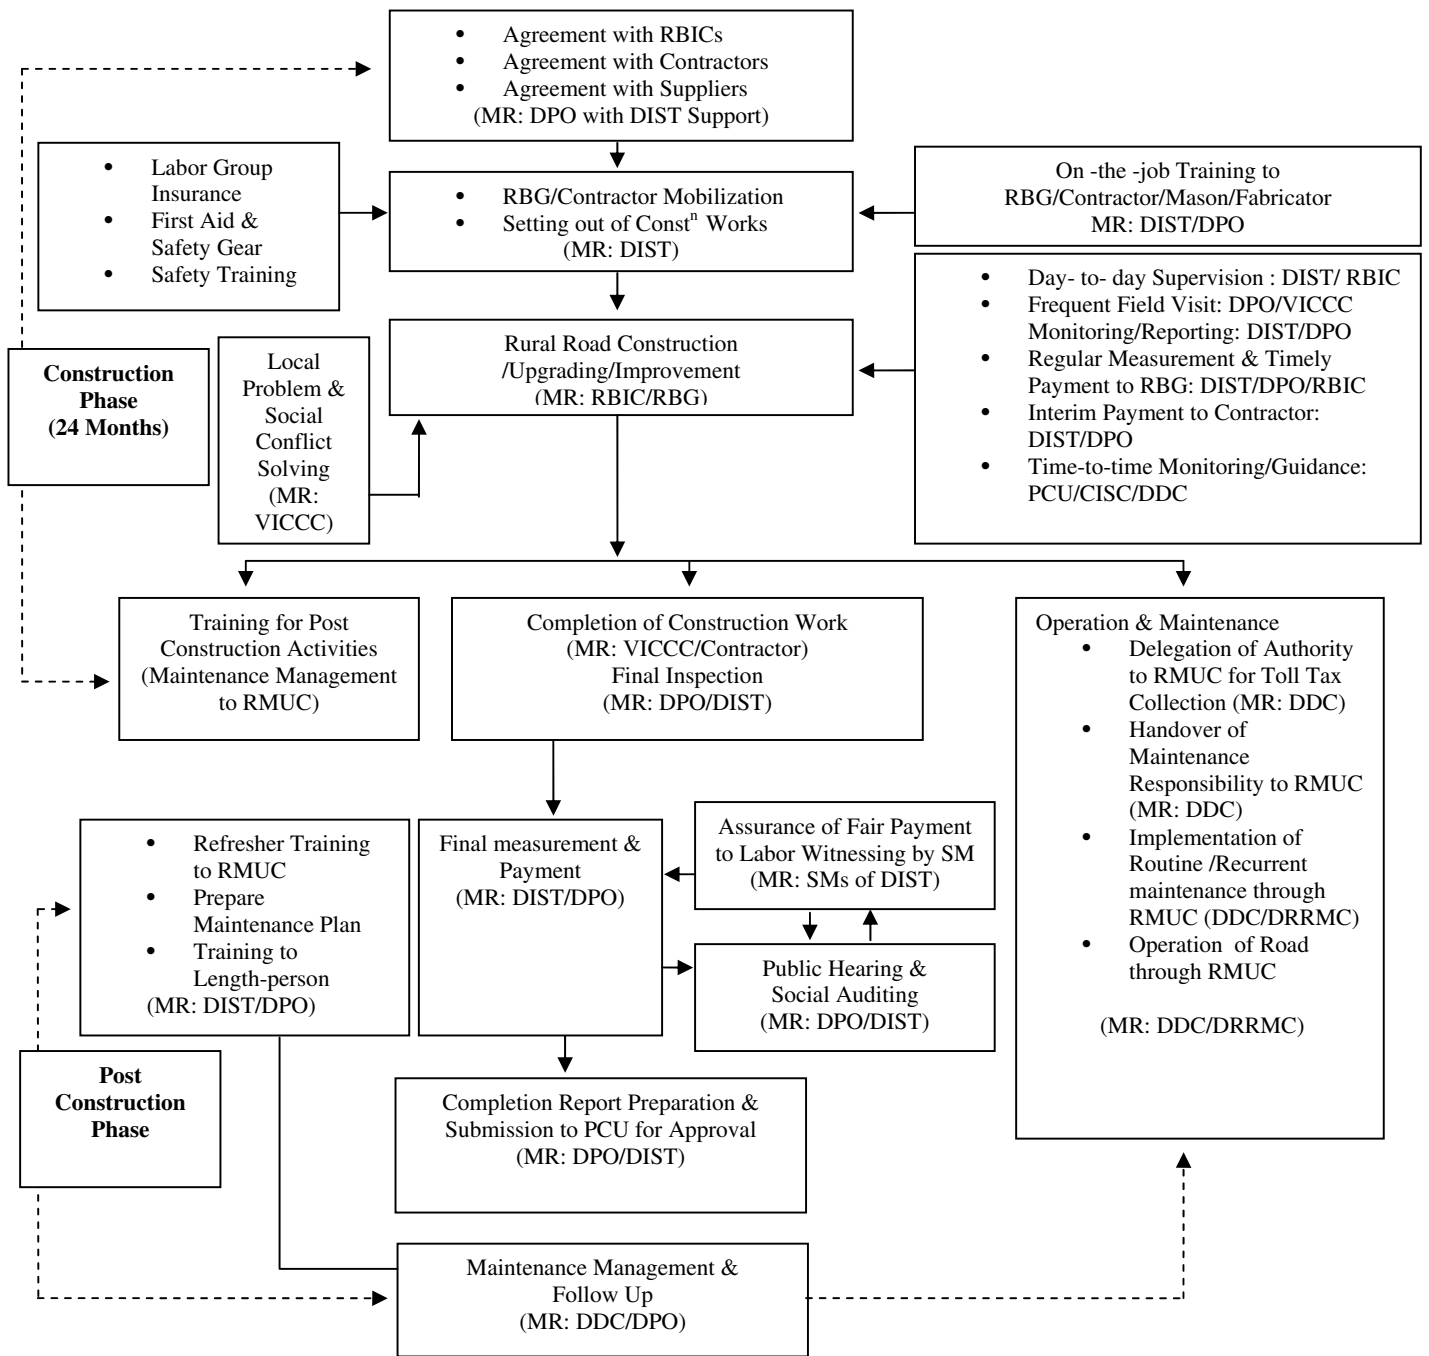 • Agreement with RBICs
• Agreement with Contractors
• Agreement with Suppliers
(MR: DPO with DIST Support)
• Labor Group
Insurance
• First Aid &
Safety Gear
• Safety Training
• RBG/Contractor Mobilization
• Setting out of Constⁿ Works
(MR: DIST)
On -the -job Training to
RBG/Contractor/Mason/Fabricator
MR: DIST/DPO
• Day- to- day Supervision : DIST/ RBIC
• Frequent Field Visit: DPO/VICCC
Monitoring/Reporting: DIST/DPO
• Regular Measurement & Timely
Payment to RBG: DIST/DPO/RBIC
• Interim Payment to Contractor:
DIST/DPO
• Time-to-time Monitoring/Guidance:
PCU/CISC/DDC
Construction
Phase
(24 Months)
Local
Problem &
Social
Conflict
Solving
(MR:
VICCC)
Rural Road Construction
/Upgrading/Improvement
(MR: RBIC/RBG)
Training for Post
Construction Activities
(Maintenance Management
to RMUC)
Completion of Construction Work
(MR: VICCC/Contractor)
Final Inspection
(MR: DPO/DIST)
Operation & Maintenance
• Delegation of Authority
to RMUC for Toll Tax
Collection (MR: DDC)
• Handover of
Maintenance
Responsibility to RMUC
(MR: DDC)
• Implementation of
Routine /Recurrent
maintenance through
RMUC (DDC/DRRMC)
• Operation of Road
through RMUC
(MR: DDC/DRRMC)
• Refresher Training
to RMUC
• Prepare
Maintenance Plan
• Training to
Length-person
(MR: DIST/DPO)
Final measurement &
Payment
(MR: DIST/DPO)
Assurance of Fair Payment
to Labor Witnessing by SM
(MR: SMs of DIST)
Public Hearing &
Social Auditing
(MR: DPO/DIST)
Post
Construction
Phase
Completion Report Preparation &
Submission to PCU for Approval
(MR: DPO/DIST)
Maintenance Management &
Follow Up
(MR: DDC/DPO)